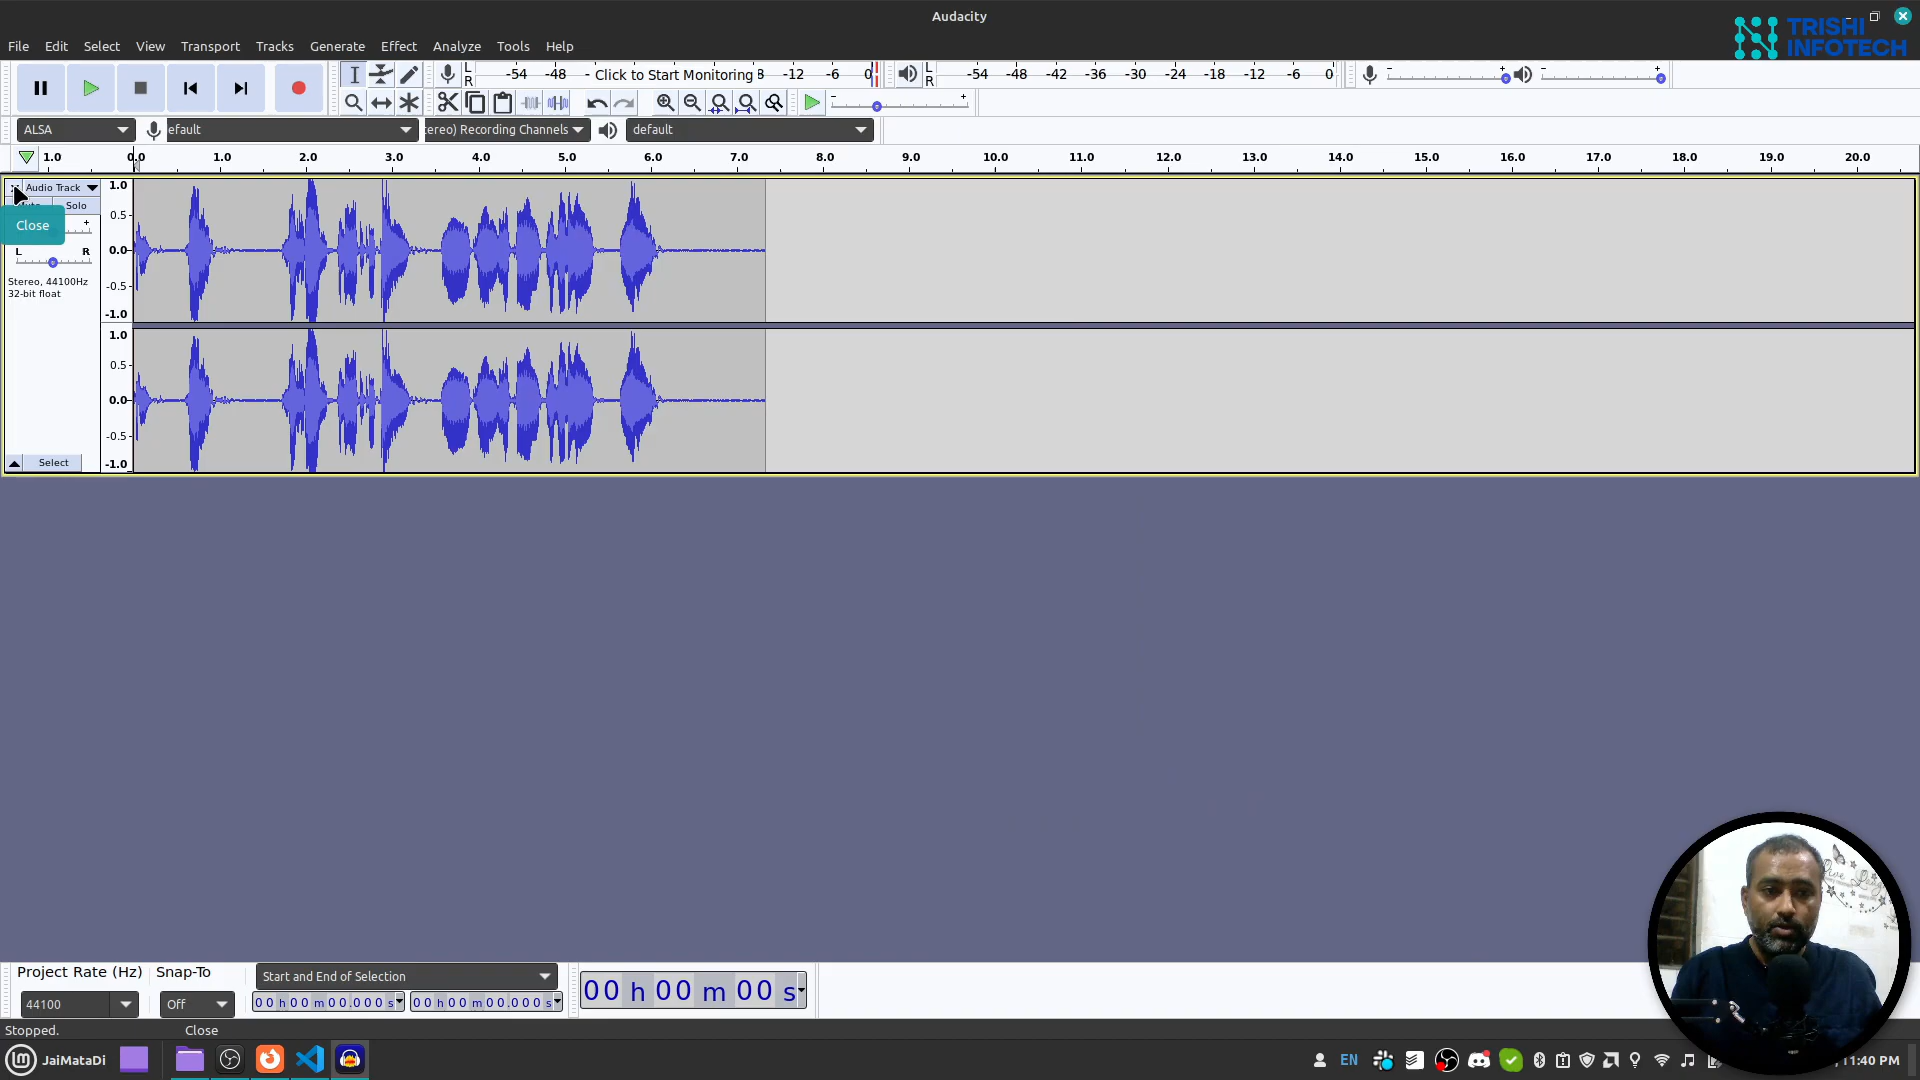 Audacity
TRISHI
INFOTECH
File Edit Select View Transport Tracks Generate Effect Analyze Tools Help
L
R
-54 -48 - Click to Start Monitoring 8 -12 -6 0
L
R
-54 -48 -42 -36 -30 -24 -18 -12 -6 0
- + - +
- +
ALSA efault tereo) Recording Channels default
1.0 0.0 1.0 2.0 3.0 4.0 5.0 6.0 7.0 8.0 9.0 10.0 11.0 12.0 13.0 14.0 15.0 16.0 17.0 18.0 19.0 20.0
Audio Track 1.0
Solo
0.5
+
Close
L R 0.0
Stereo, 44100Hz
32-bit float
-0.5
-1.0
1.0
0.5
0.0
-0.5
-1.0
Select
Project Rate (Hz) Snap-To Start and End of Selection
44100 Off 00 h 00 m 00.000 s 00 h 00 m 00.000 s 00 h 00 m 00 s
Stopped. Close
JaiMataDi EN 11:40 PM